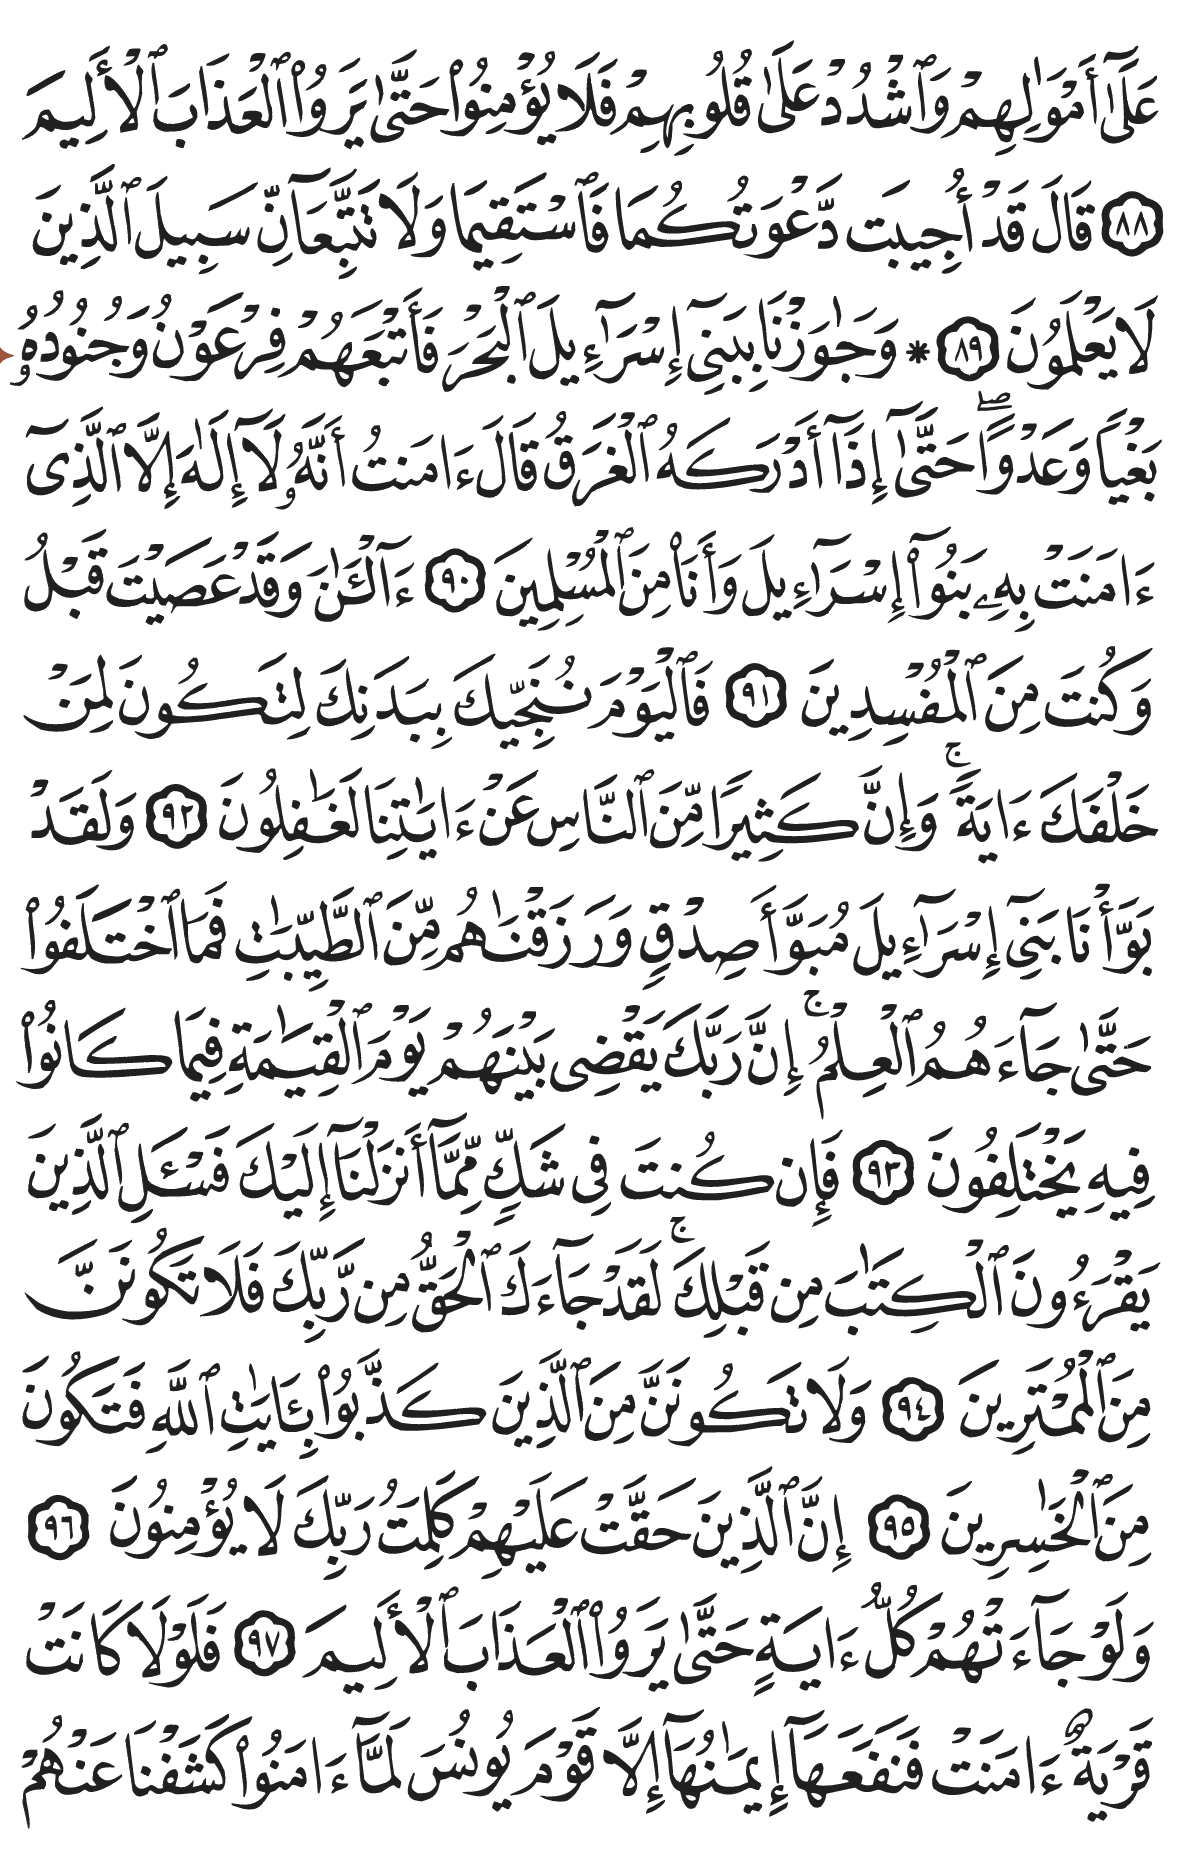 عَلَىٰٓ أَمْوَٰلِهِمْ وَٱشْدُدْ عَلَىٰ قُلُوبِهِمْ فَلَا يُؤْمِنُوا۟ حَتَّىٰ يَرَوُا۟ ٱلْعَذَابَ ٱلْأَلِيمَ
٨٨ قَالَ قَدْ أُجِيبَت دَّعْوَتُكُمَا فَٱسْتَقِيمَا وَلَا تَتَّبِعَآنِّ سَبِيلَ ٱلَّذِينَ
لَا يَعْلَمُونَ ٨٩ * وَجَٰوَزْنَا بِبَنِىٓ إِسْرَٰٓءِيلَ ٱلْبَحْرَ فَأَتْبَعَهُمْ فِرْعَوْنُ وَجُنُودُهُۥ
بَغْيًا وَعَدْوًا ۖ حَتَّىٰٓ إِذَآ أَدْرَكَهُ ٱلْغَرَقُ قَالَ ءَامَنتُ أَنَّهُۥ لَآ إِلَٰهَ إِلَّا ٱلَّذِىٓ
ءَامَنَتْ بِهِۦ بَنُوٓا۟ إِسْرَٰٓءِيلَ وَأَنَا۠ مِنَ ٱلْمُسْلِمِينَ ٩٠ ءَآلْـَٰٔنَ وَقَدْ عَصَيْتَ قَبْلُ
وَكُنتَ مِنَ ٱلْمُفْسِدِينَ ٩١ فَٱلْيَوْمَ نُنَجِّيكَ بِبَدَنِكَ لِتَكُونَ لِمَنْ
خَلْفَكَ ءَايَةً ۚ وَإِنَّ كَثِيرًا مِّنَ ٱلنَّاسِ عَنْ ءَايَٰتِنَا لَغَٰفِلُونَ ٩٢ وَلَقَدْ
بَوَّأْنَا بَنِىٓ إِسْرَٰٓءِيلَ مُبَوَّأَ صِدْقٍ وَرَزَقْنَٰهُم مِّنَ ٱلطَّيِّبَٰتِ فَمَا ٱخْتَلَفُوا۟
حَتَّىٰ جَآءَهُمُ ٱلْعِلْمُ ۚ إِنَّ رَبَّكَ يَقْضِى بَيْنَهُمْ يَوْمَ ٱلْقِيَٰمَةِ فِيمَا كَانُوا۟
فِيهِ يَخْتَلِفُونَ ٩٣ فَإِن كُنتَ فِى شَكٍّ مِّمَّآ أَنزَلْنَآ إِلَيْكَ فَسْـَٔلِ ٱلَّذِينَ
يَقْرَءُونَ ٱلْكِتَٰبَ مِن قَبْلِكَ ۚ لَقَدْ جَآءَكَ ٱلْحَقُّ مِن رَّبِّكَ فَلَا تَكُونَنَّ
مِنَ ٱلْمُمْتَرِينَ ٩٤ وَلَا تَكُونَنَّ مِنَ ٱلَّذِينَ كَذَّبُوا۟ بِـَٔايَٰتِ ٱللَّهِ فَتَكُونَ
مِنَ ٱلْخَٰسِرِينَ ٩٥ إِنَّ ٱلَّذِينَ حَقَّتْ عَلَيْهِمْ كَلِمَتُ رَبِّكَ لَا يُؤْمِنُونَ ٩٦
وَلَوْ جَآءَتْهُمْ كُلُّ ءَايَةٍ حَتَّىٰ يَرَوُا۟ ٱلْعَذَابَ ٱلْأَلِيمَ ٩٧ فَلَوْلَا كَانَتْ
قَرْيَةٌ ءَامَنَتْ فَنَفَعَهَآ إِيمَٰنُهَآ إِلَّا قَوْمَ يُونُسَ لَمَّآ ءَامَنُوا۟ كَشَفْنَا عَنْهُمْ